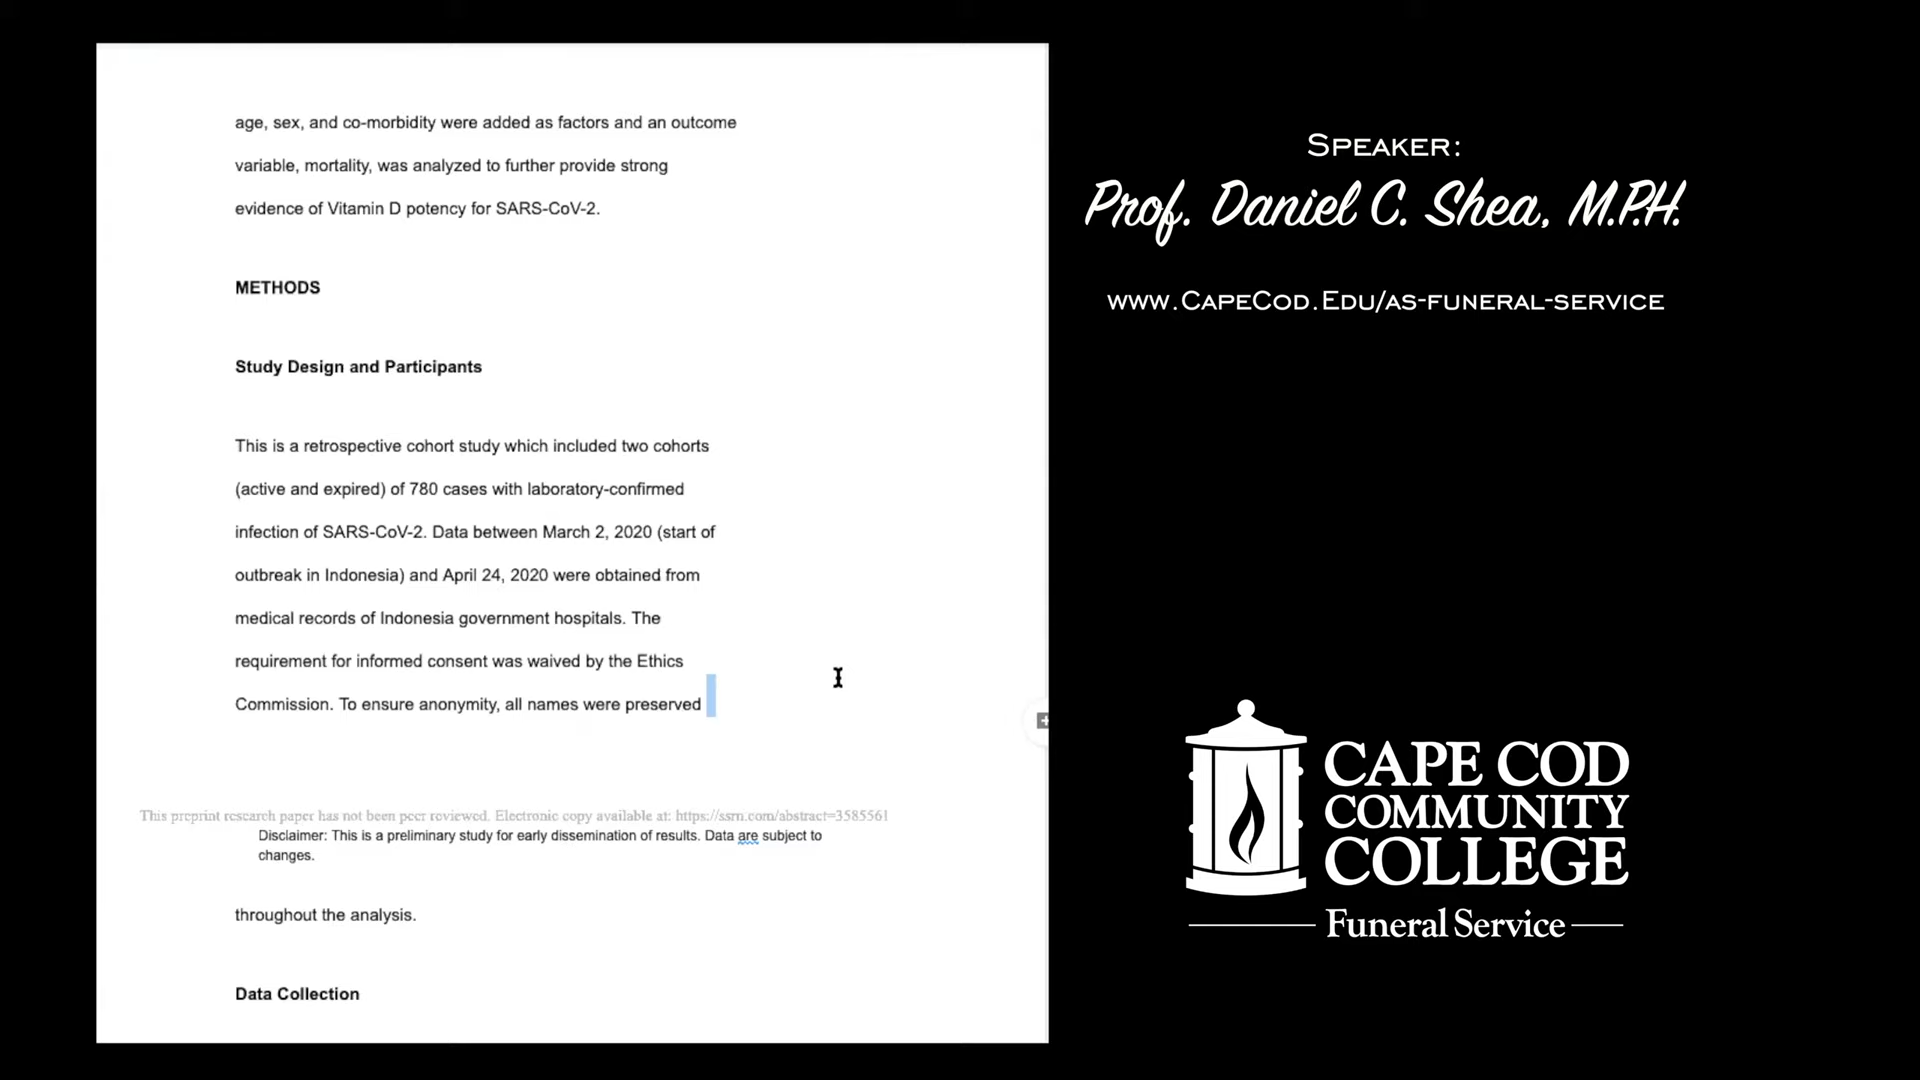 age, sex, and co-morbidity were added as factors and an outcome
variable, mortality, was analyzed to further provide strong
evidence of Vitamin D potency for SARS-CoV-2.
METHODS
Study Design and Participants
This is a retrospective cohort study which included two cohorts
(active and expired) of 780 cases with laboratory-confirmed
infection of SARS-CoV-2. Data between March 2, 2020 (start of
outbreak in Indonesia) and April 24, 2020 were obtained from
medical records of Indonesia government hospitals. The
requirement for informed consent was waived by the Ethics
Commission. To ensure anonymity, all names were preserved
This preprint research paper has not been peer reviewed. Electronic copy available at: https://ssrn.com/abstract=3585561
Disclaimer: This is a preliminary study for early dissemination of results. Data are subject to
changes.
throughout the analysis.
Data Collection
Speaker:
Prof. Daniel C. Shea, M.P.H.
www.CapeCod.Edu/as-funeral-service
CAPE COD
COMMUNITY
COLLEGE
Funeral Service